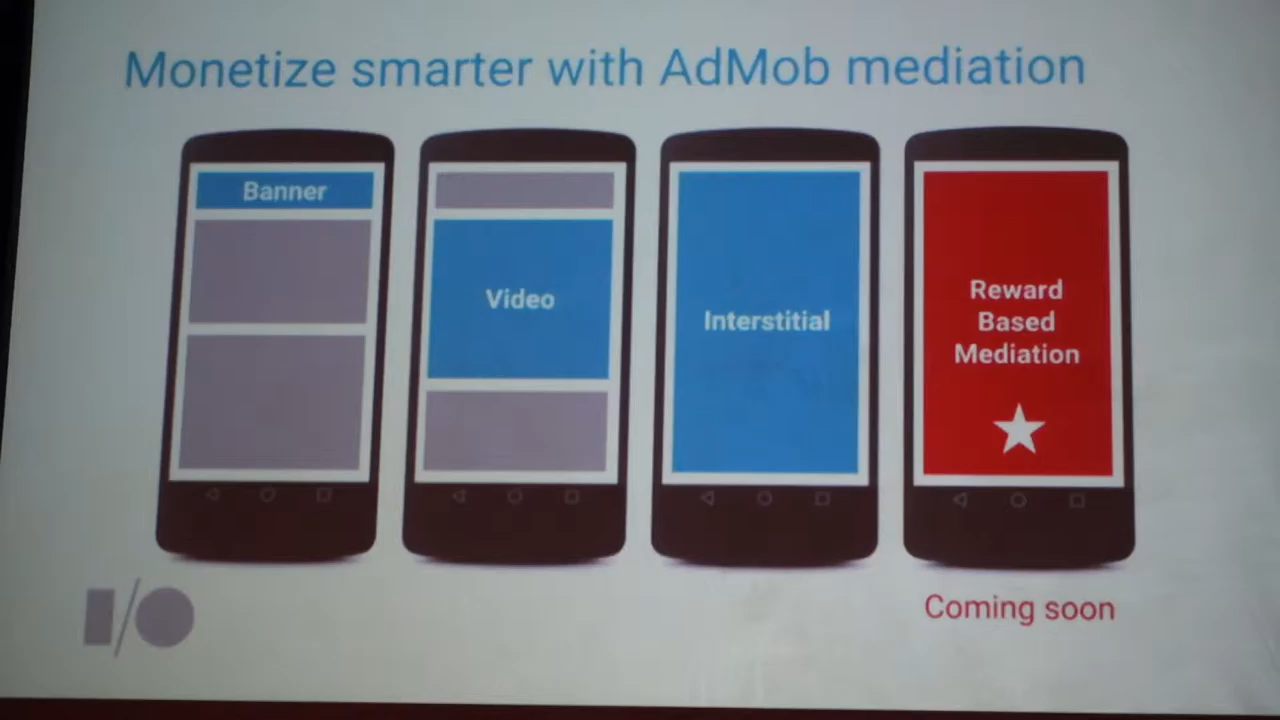 Monetize smarter with AdMob mediation
Banner
Video
Interstitial
Reward
Based
Mediation
Coming soon
I/O